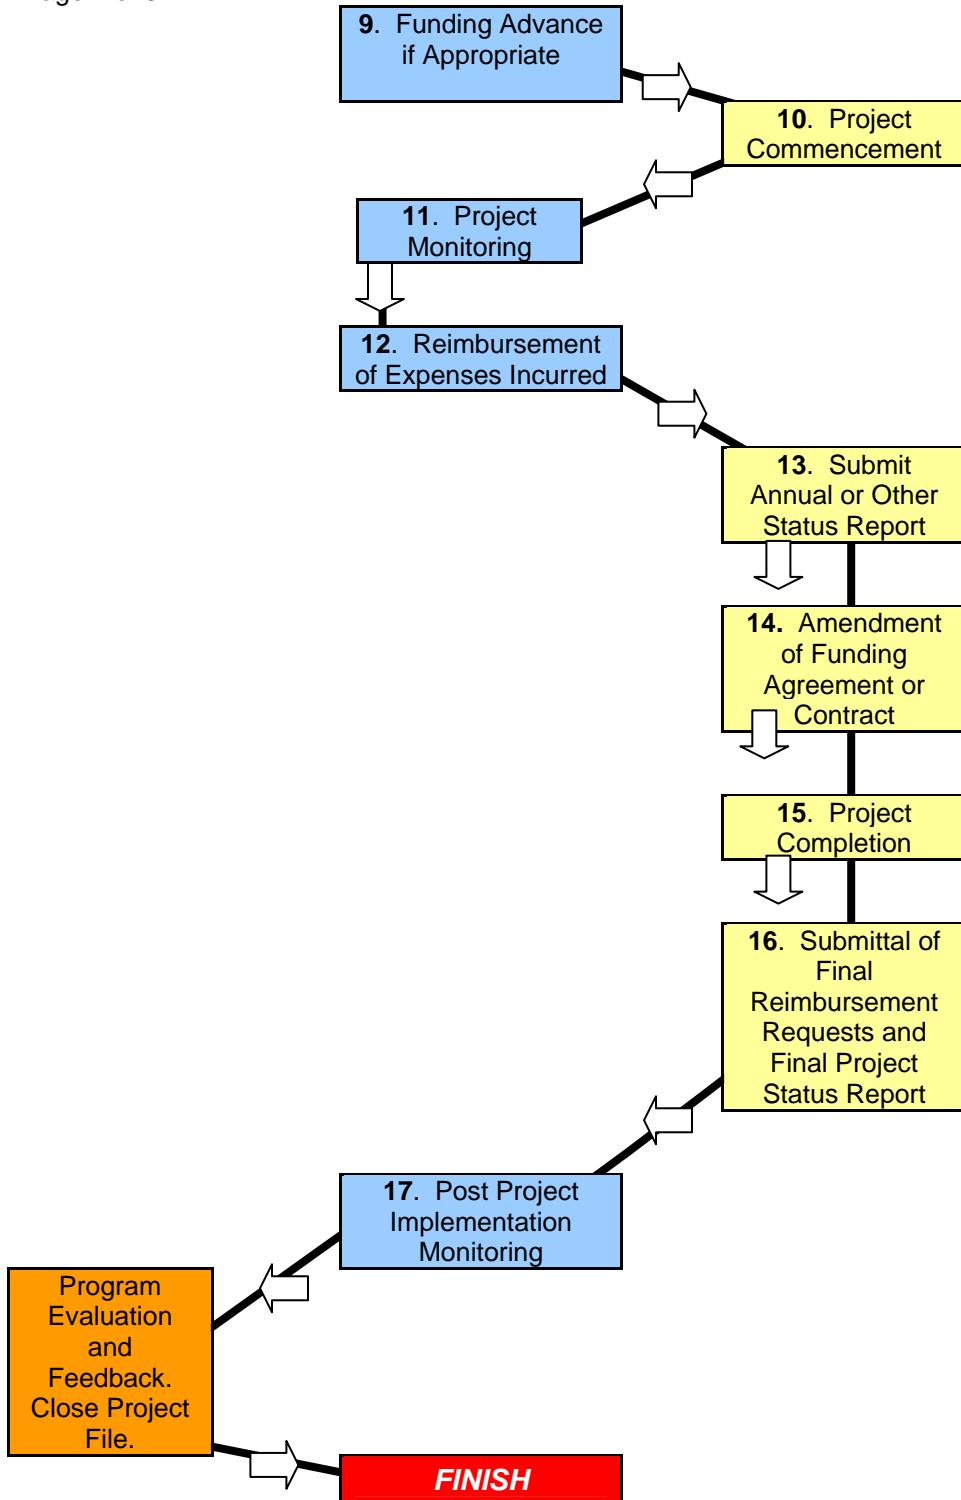 9. Funding Advance
if Appropriate
10. Project
Commencement
11. Project
Monitoring
12. Reimbursement
of Expenses Incurred
13. Submit
Annual or Other
Status Report
14. Amendment
of Funding
Agreement or
Contract
15. Project
Completion
16. Submittal of
Final
Reimbursement
Requests and
Final Project
Status Report
17. Post Project
Implementation
Monitoring
Program
Evaluation
and
Feedback.
Close Project
File.
FINISH